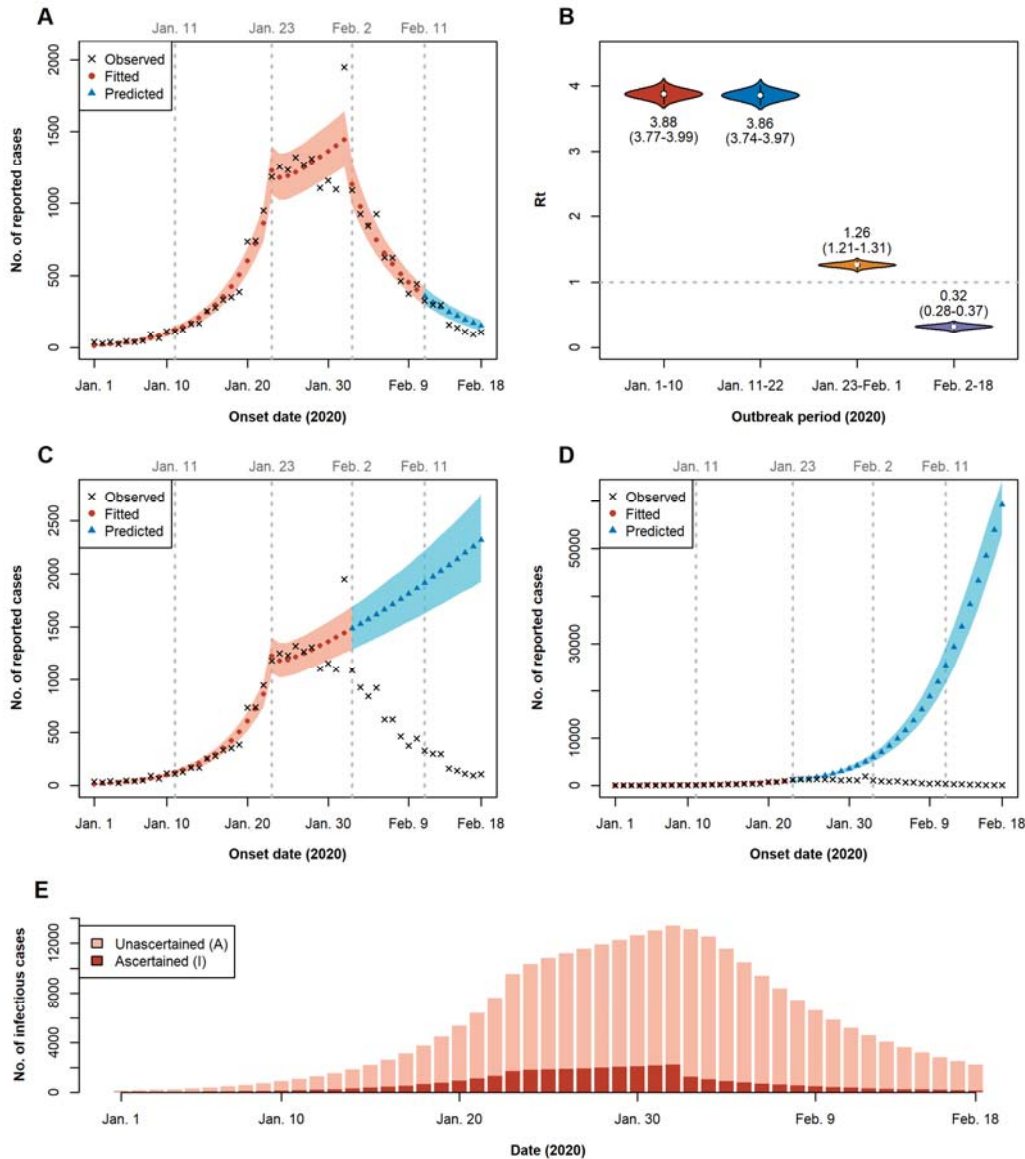 A
Jan. 11 Jan. 23 Feb. 2 Feb. 11
Observed
Fitted
Predicted
No. of reported cases
2000
1500
1000
500
0
Jan. 1 Jan. 10 Jan. 20 Jan. 30 Feb. 9 Feb. 18
Onset date (2020)
B
Rt
4
3
2
1
0
3.88
(3.77-3.99)
3.86
(3.74-3.97)
1.26
(1.21-1.31)
0.32
(0.28-0.37)
Jan. 1-10 Jan. 11-22 Jan. 23-Feb. 1 Feb. 2-18
Outbreak period (2020)
C
Jan. 11 Jan. 23 Feb. 2 Feb. 11
Observed
Fitted
Predicted
No. of reported cases
2500
2000
1500
1000
500
0
Jan. 1 Jan. 10 Jan. 20 Jan. 30 Feb. 9 Feb. 18
Onset date (2020)
D
Jan. 11 Jan. 23 Feb. 2 Feb. 11
Observed
Fitted
Predicted
No. of reported cases
50000
30000
10000
0
Jan. 1 Jan. 10 Jan. 20 Jan. 30 Feb. 9 Feb. 18
Onset date (2020)
E
Unascertained (A)
Ascertained (I)
No. of infectious cases
12000
8000
4000
0
Jan. 1 Jan. 10 Jan. 20 Jan. 30 Feb. 9 Feb. 18
Date (2020)